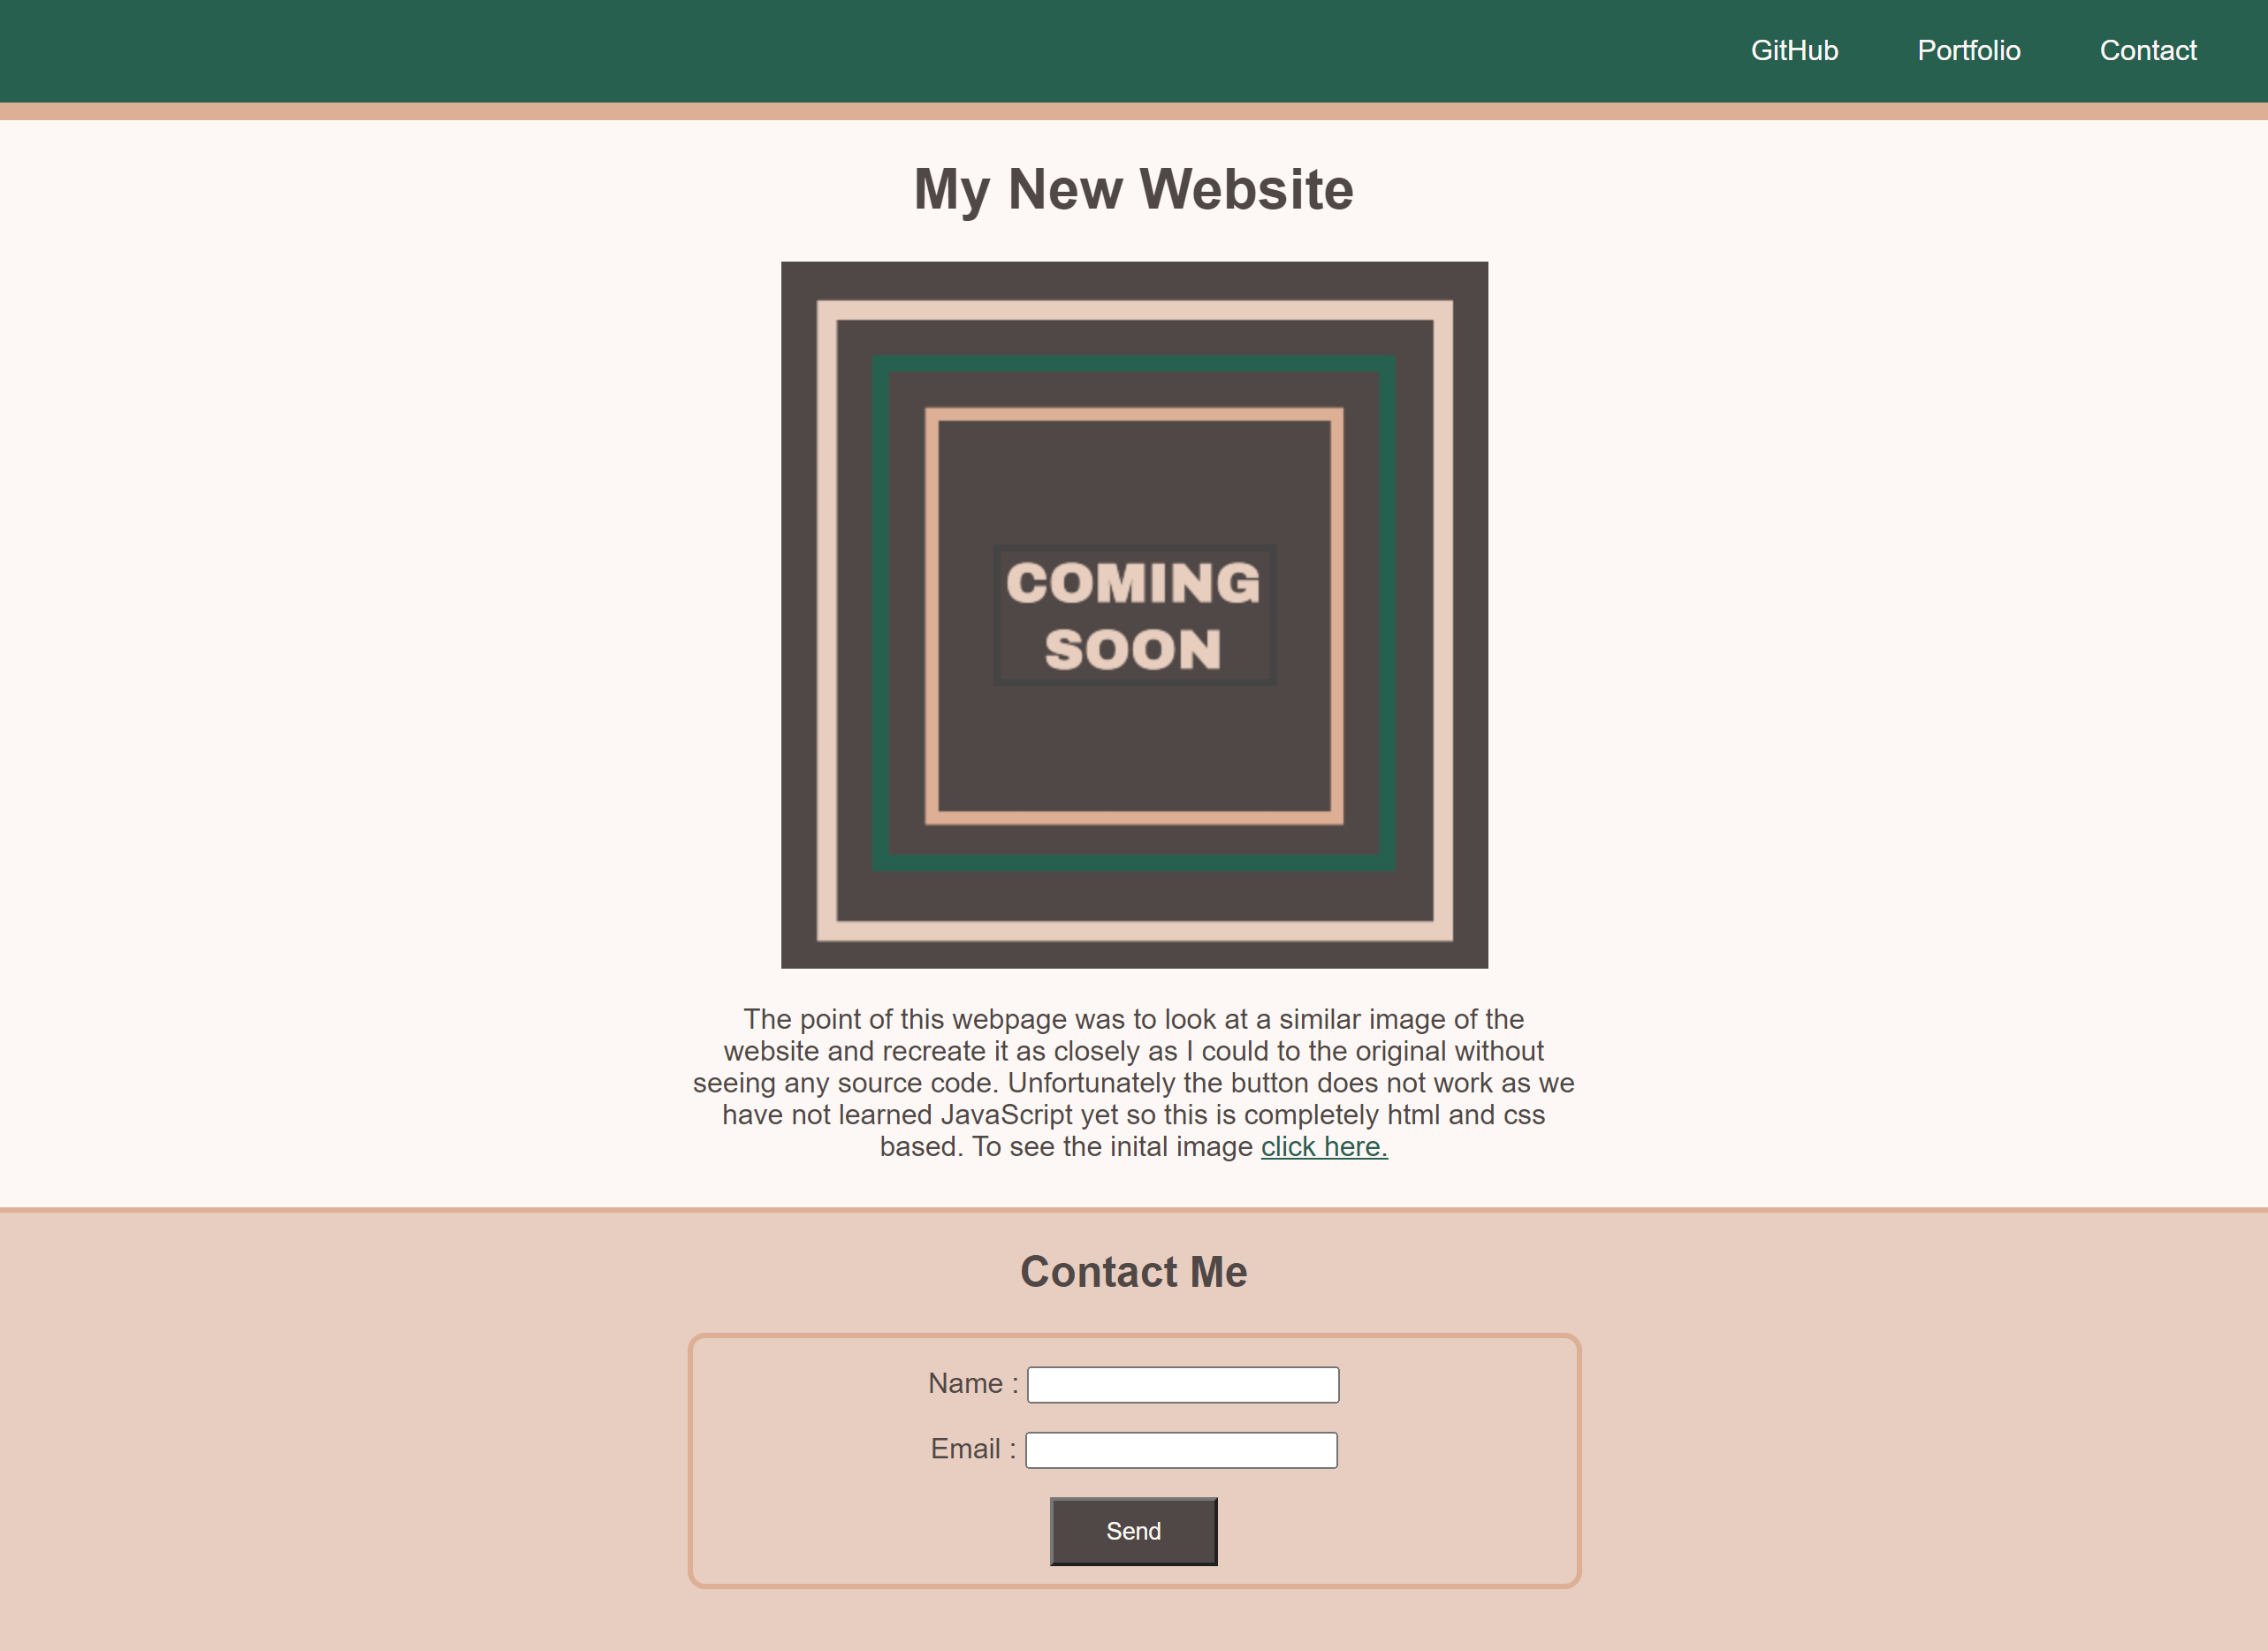 GitHub Portfolio Contact
My New Website
COMING
SOON
The point of this webpage was to look at a similar image of the
website and recreate it as closely as I could to the original without
seeing any source code. Unfortunately the button does not work as we
have not learned JavaScript yet so this is completely html and css
based. To see the inital image click here.
Contact Me
Name :
Email :
Send